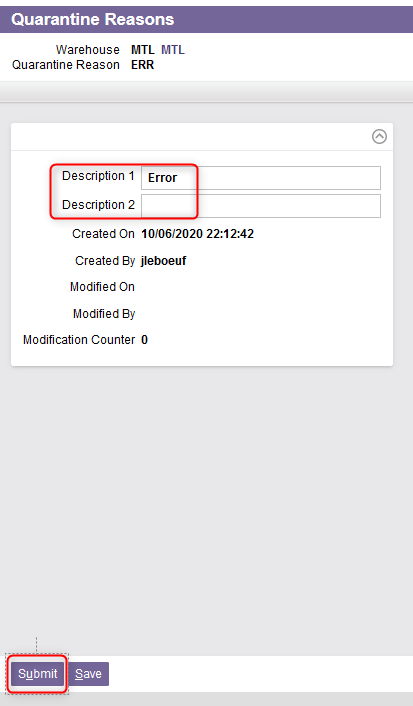 Quarantine Reasons
Warehouse MTL MTL
Quarantine Reason ERR
Description 1 Error
Description 2
Created On 10/06/2020 22:12:42
Created By jleboeuf
Modified On
Modified By
Modification Counter 0
Submit Save